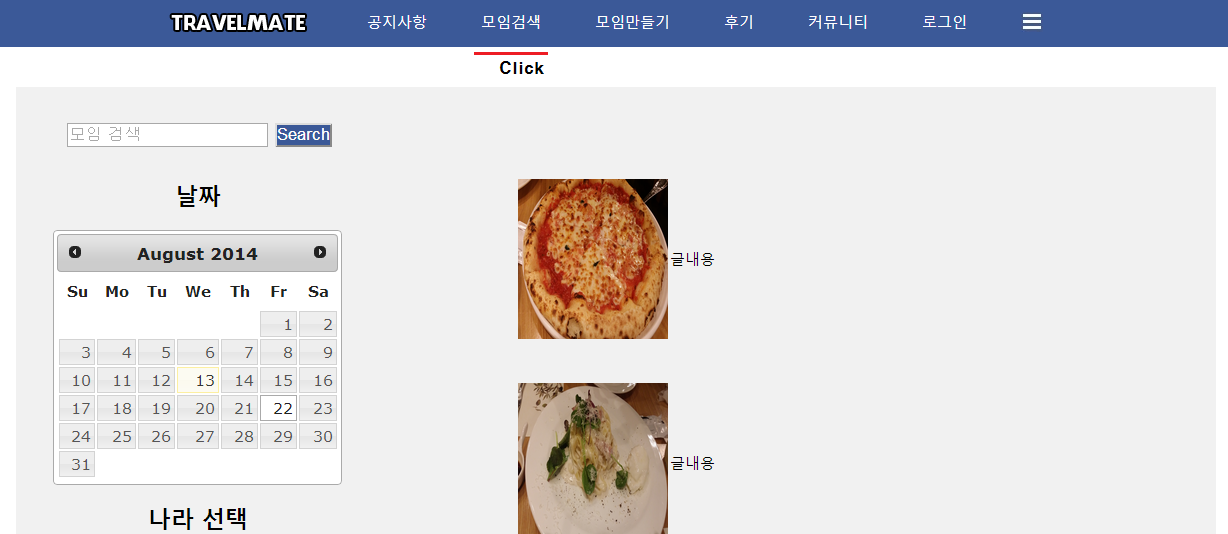 TRAVELMATE 공지사항 모임검색 모임만들기 후기 커뮤니티 로그인
Click
모임 검색 Search
날짜
August 2014
Su Mo Tu We Th Fr Sa
1 2
3 4 5 6 7 8 9
10 11 12 13 14 15 16
17 18 19 20 21 22 23
24 25 26 27 28 29 30
31
나라 선택
글내용
글내용